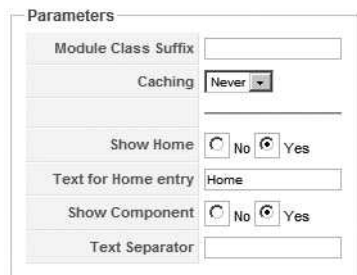 Parameters
Module Class Suffix
Caching Never
Show Home No Yes
Text for Home entry Home
Show Component No Yes
Text Separator